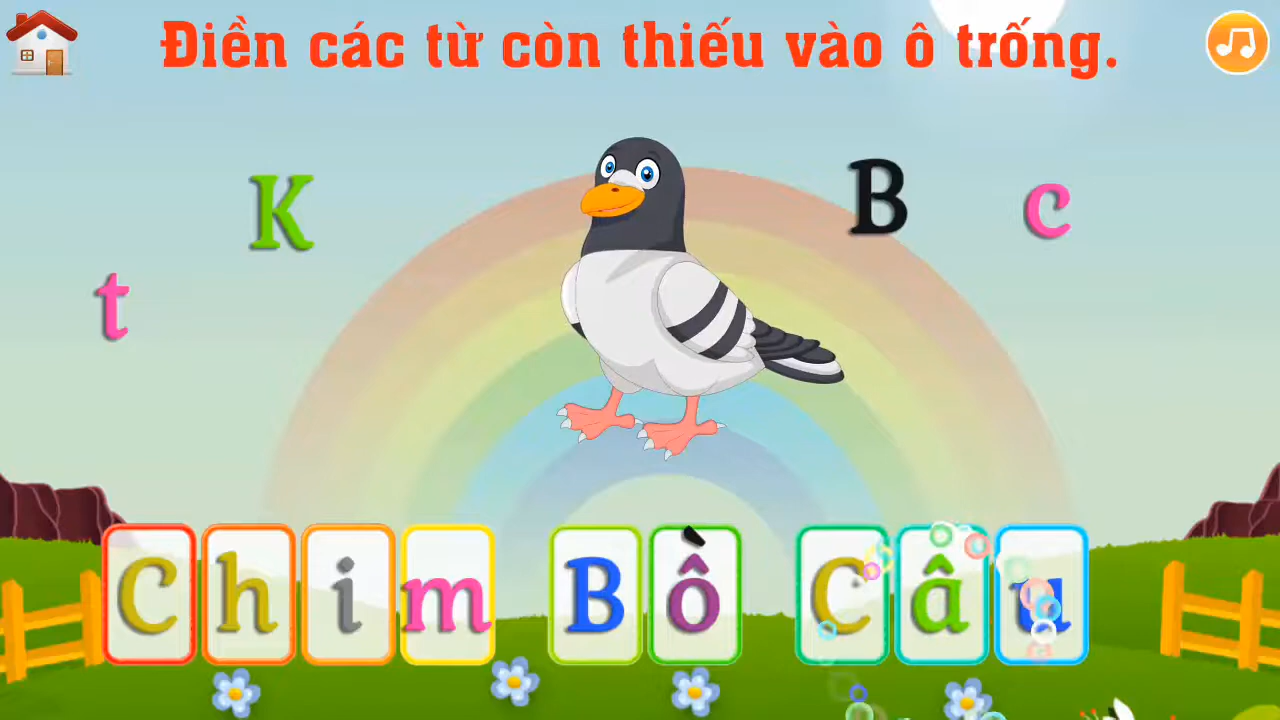 Điền các từ còn thiếu vào ô trống.
K B c
t
Chim Bồ Câu